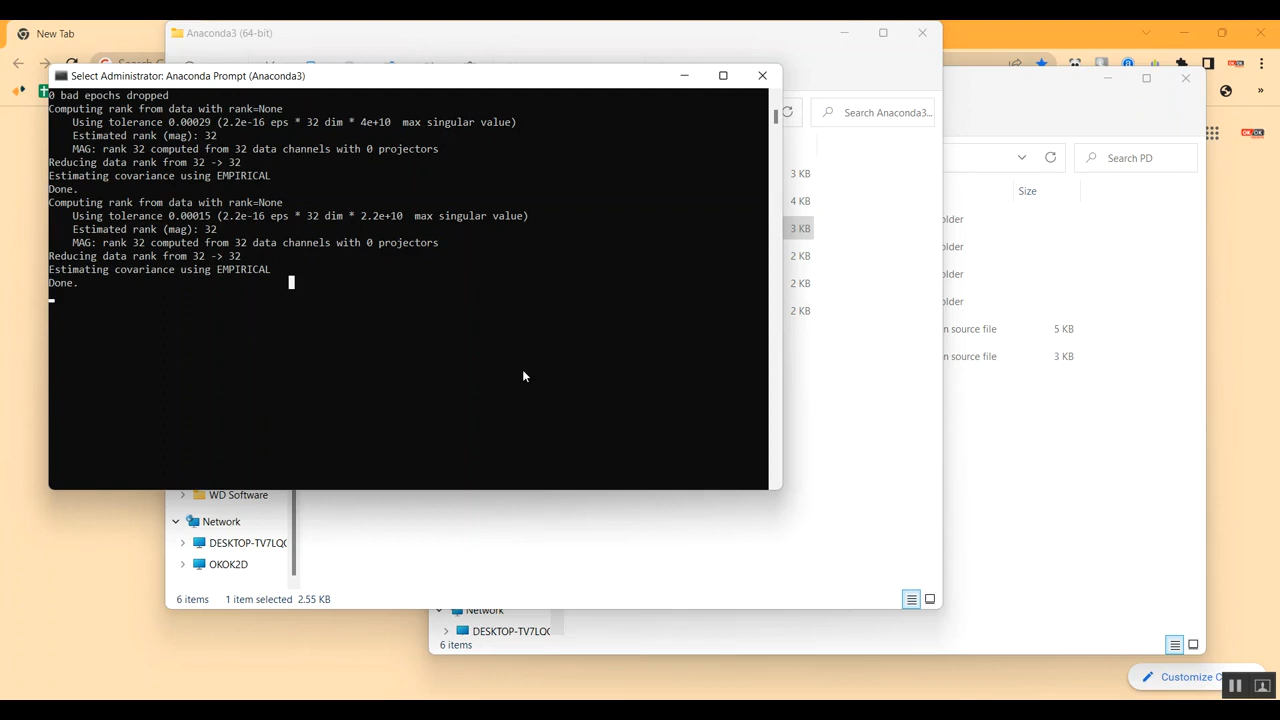 New Tab
Anaconda3 (64-bit)
Select Administrator: Anaconda Prompt (Anaconda3)
0 bad epochs dropped
Computing rank from data with rank=None
Using tolerance 0.00029 (2.2e-16 eps * 32 dim * 4e+10 max singular value)
Estimated rank (mag): 32
MAG: rank 32 computed from 32 data channels with 0 projectors
Reducing data rank from 32 -> 32
Estimating covariance using EMPIRICAL
Done.
Computing rank from data with rank=None
Using tolerance 0.00015 (2.2e-16 eps * 32 dim * 2.2e+10 max singular value)
Estimated rank (mag): 32
MAG: rank 32 computed from 32 data channels with 0 projectors
Reducing data rank from 32 -> 32
Estimating covariance using EMPIRICAL
Done.
Search Anaconda3...
3 KB
4 KB
3 KB
2 KB
2 KB
2 KB
Search PD
Size
lder
lder
lder
lder
n source file 5 KB
n source file 3 KB
WD Software
Network
DESKTOP-TV7LQ
OKOK2D
6 items 1 item selected 2.55 KB
Network
DESKTOP-TV7LQ
6 items
Customize C